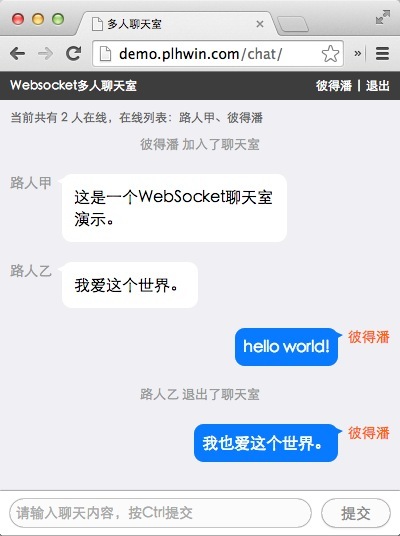 多人聊天室
demo.plhwin.com/chat/
Websocket多人聊天室 彼得潘 | 退出
当前共有 2 人在线，在线列表：路人甲、彼得潘
彼得潘 加入了聊天室
路人甲
这是一个WebSocket聊天室
演示。
路人乙
我爱这个世界。
hello world!
彼得潘
路人乙 退出了聊天室
我也爱这个世界。
彼得潘
请输入聊天内容，按Ctrl提交
提交